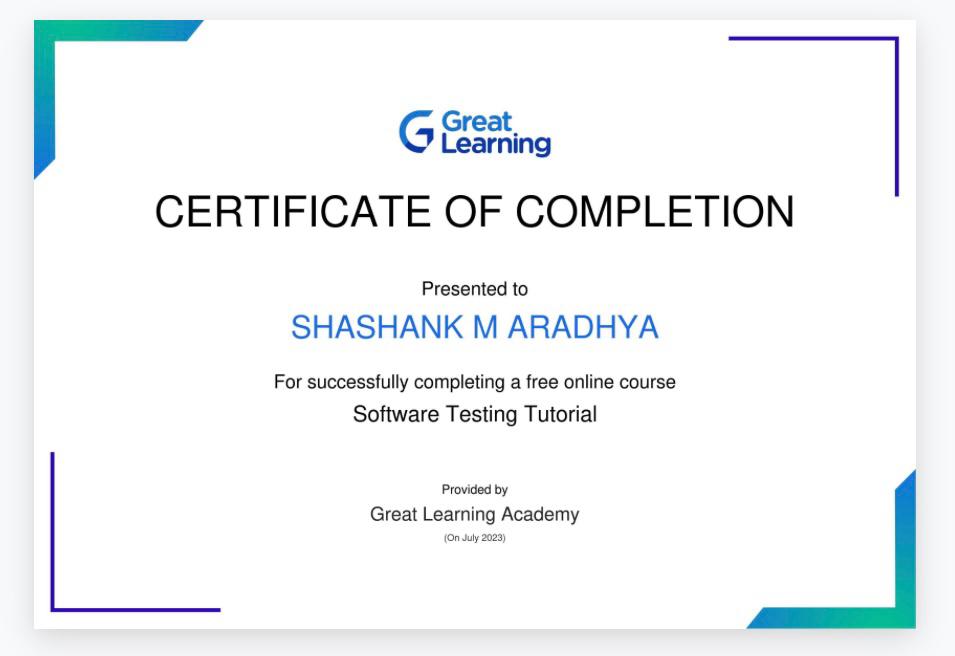 Great
Learning
CERTIFICATE OF COMPLETION
Presented to
SHASHANK M ARADHYA
For successfully completing a free online course
Software Testing Tutorial
Provided by
Great Learning Academy
(On July 2023)